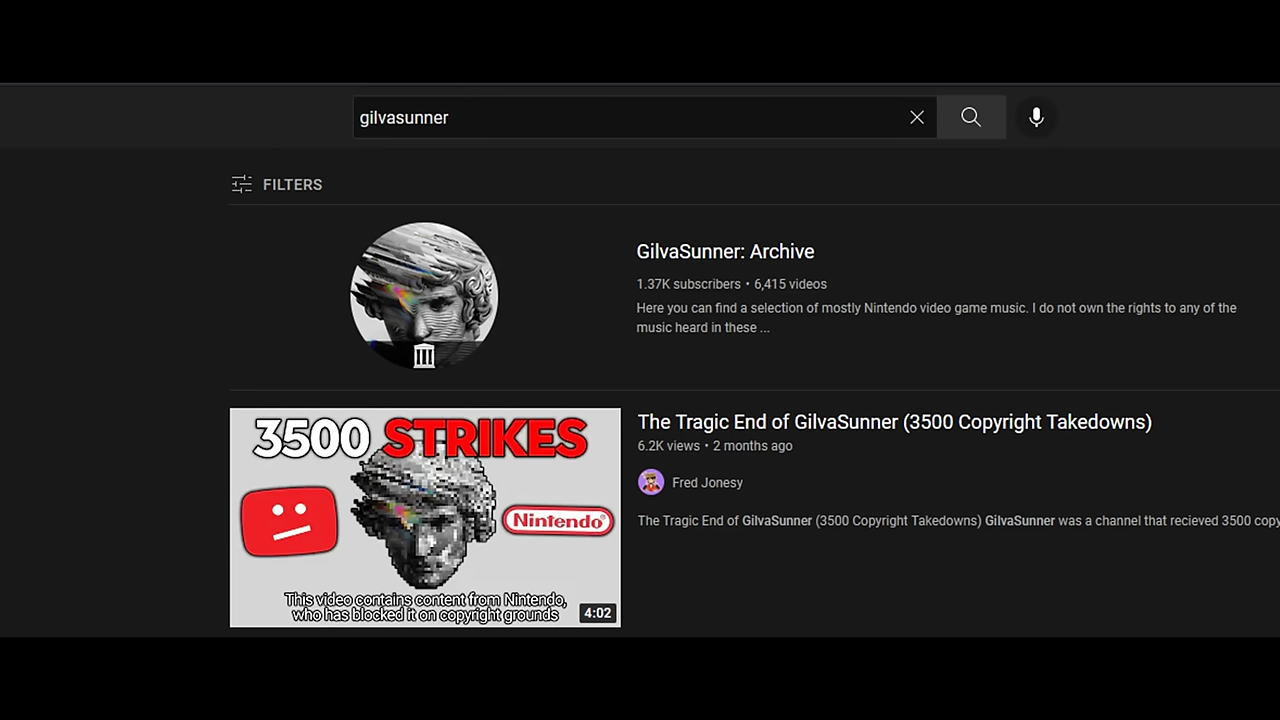 gilvasunner
FILTERS
GilvaSunner: Archive
1.37K subscribers • 6,415 videos
Here you can find a selection of mostly Nintendo video game music. I do not own the rights to any of the
music heard in these ...
3500 STRIKES
Nintendo®
This video contains content from Nintendo,
who has blocked it on copyright grounds
4:02
The Tragic End of GilvaSunner (3500 Copyright Takedowns)
6.2K views • 2 months ago
Fred Jonesy
The Tragic End of GilvaSunner (3500 Copyright Takedowns) GilvaSunner was a channel that recieved 3500 copy